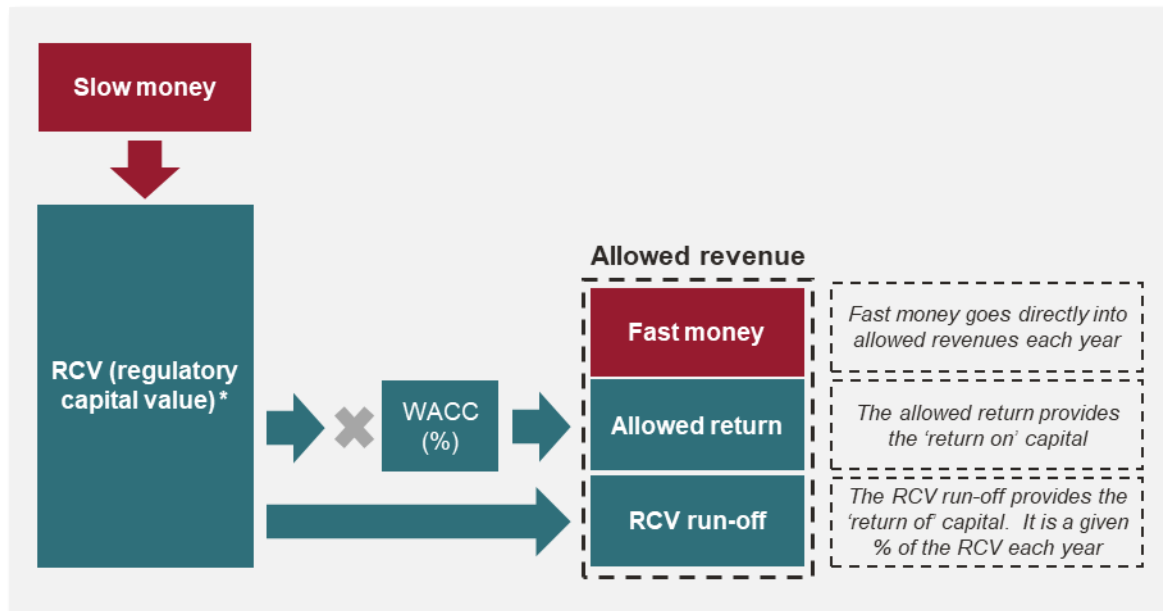 Slow money
RCV (regulatory
capital value) *
WACC
(%)
Allowed revenue
Fast money
Allowed return
RCV run-off
Fast money goes directly into
allowed revenues each year
The allowed return provides
the ‘return on’ capital
The RCV run-off provides the
‘return of’ capital.  It is a given
% of the RCV each year